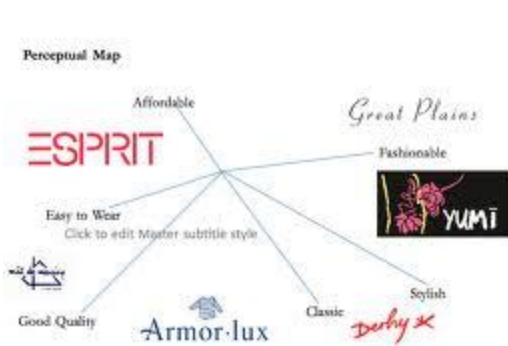 Perceptual Map
Affordable
Great Plains
ESPRIT
Fashionable
YUMI
Easy to Wear
Click to edit Master subtitle style
Stylish
Good Quality
Armor·lux
Classic
Derhy